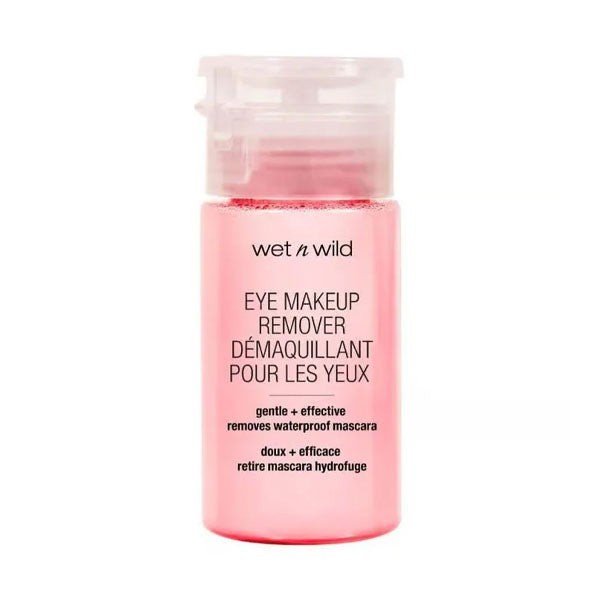 wet n wild
EYE MAKEUP
REMOVER
DÉMAQUILLANT
POUR LES YEUX
gentle + effective
removes waterproof mascara
doux + efficace
retire mascara hydrofuge